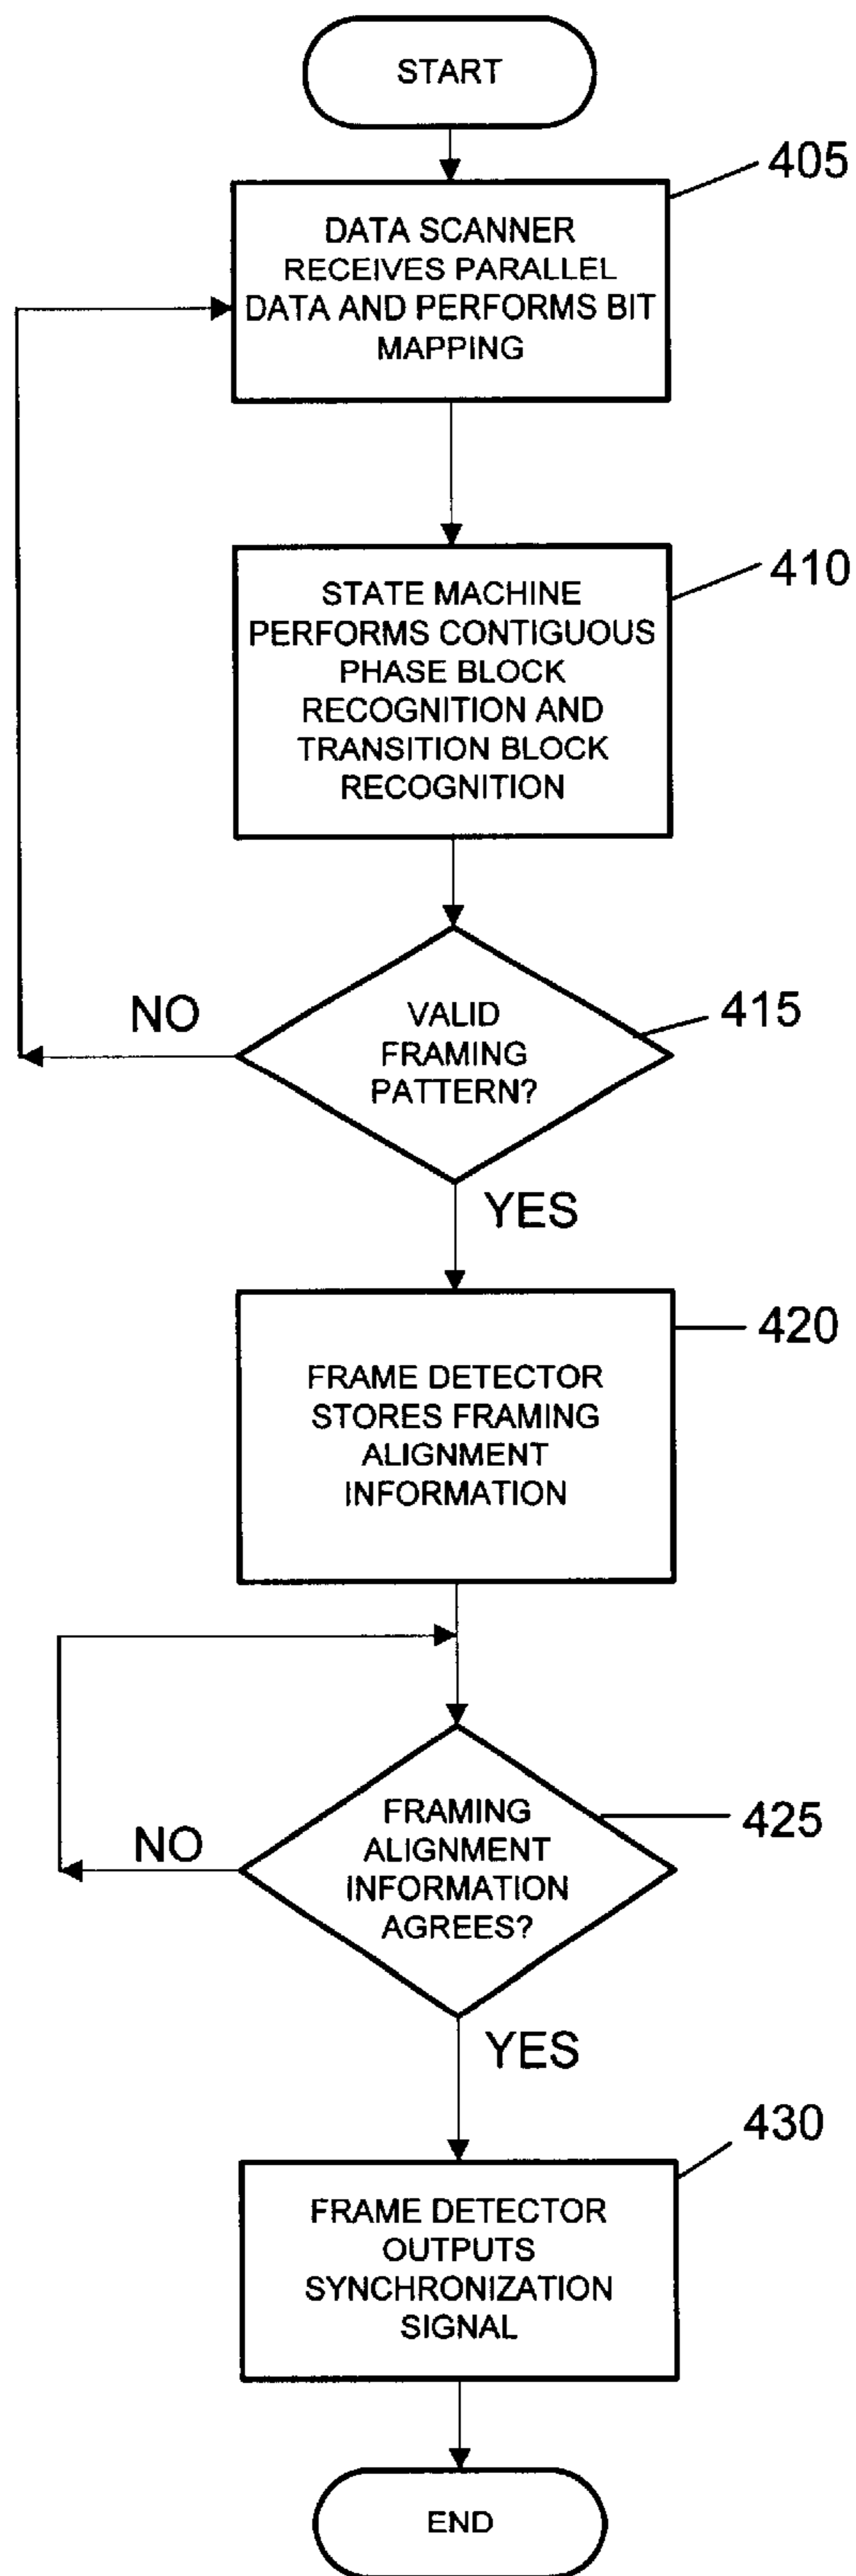 START
405
DATA SCANNER
RECEIVES PARALLEL
DATA AND PERFORMS BIT
MAPPING
410
STATE MACHINE
PERFORMS CONTIGUOUS
PHASE BLOCK
RECOGNITION AND
TRANSITION BLOCK
RECOGNITION
415
NO
VALID
FRAMING
PATTERN?
YES
420
FRAME DETECTOR
STORES FRAMING
ALIGNMENT
INFORMATION
425
NO
FRAMING
ALIGNMENT
INFORMATION
AGREES?
YES
430
FRAME DETECTOR
OUTPUTS
SYNCHRONIZATION
SIGNAL
END